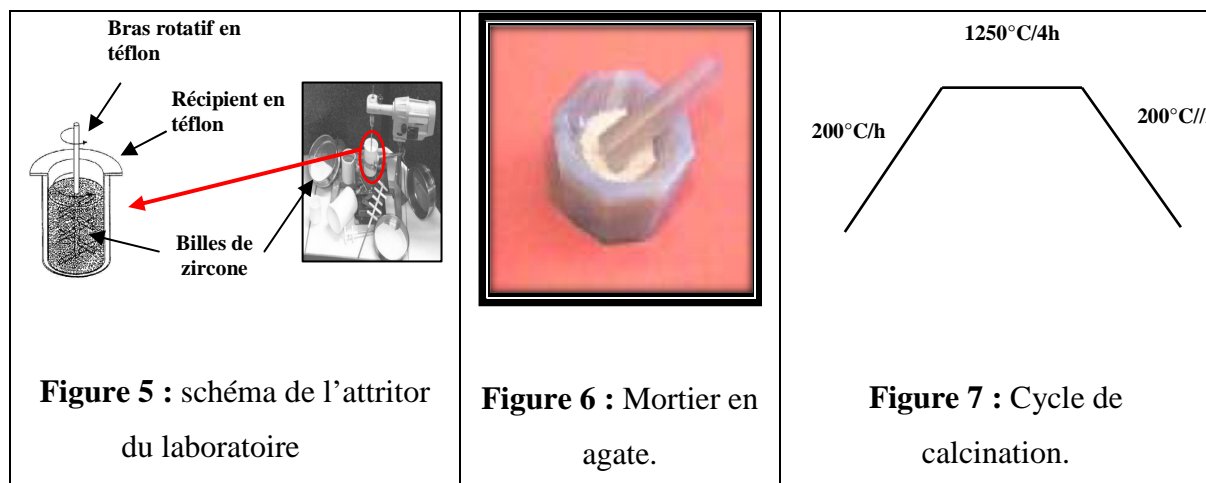 Bras rotatif en
téflon
Récipient en
téflon
Billes de
zircone
Figure 5 : schéma de l’attritor
du laboratoire
Figure 6 : Mortier en
agate.
1250°C/4h
200°C/h
200°C//
Figure 7 : Cycle de
calcination.